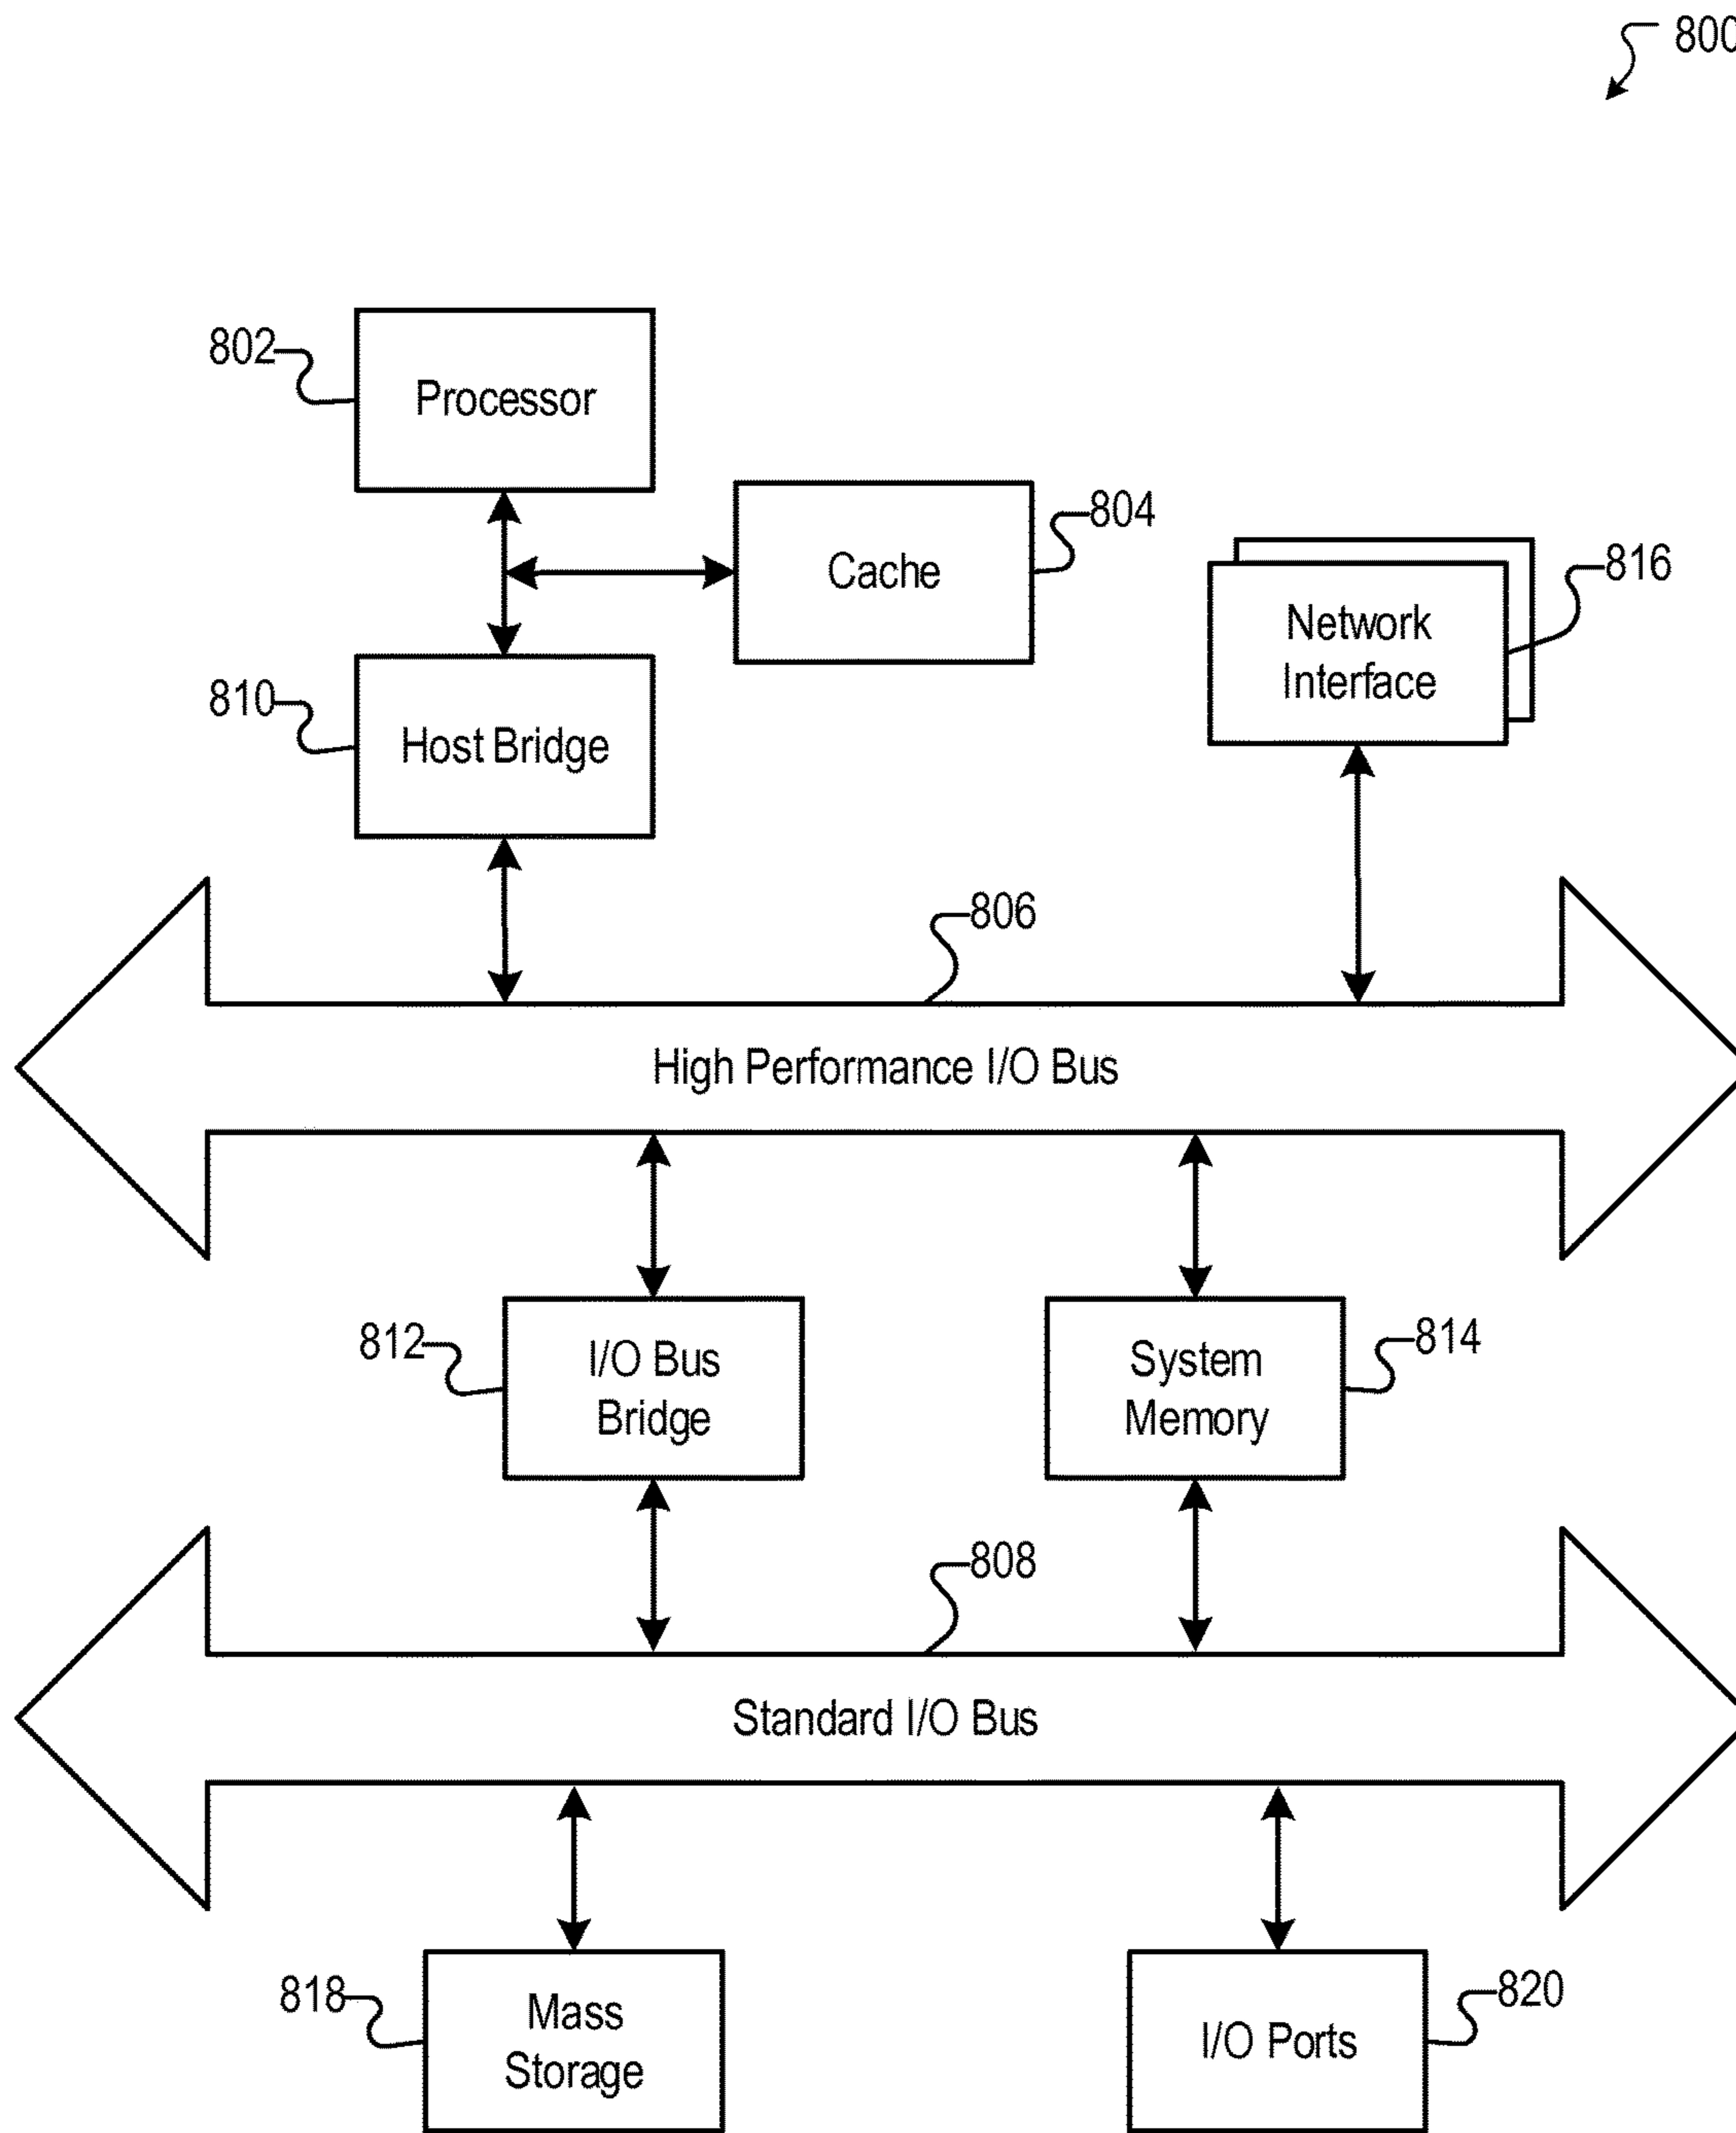 800
802
Processor
804
Cache
816
Network
Interface
810
Host Bridge
806
High Performance I/O Bus
812
I/O Bus
Bridge
814
System
Memory
808
Standard I/O Bus
818
Mass
Storage
820
I/O Ports